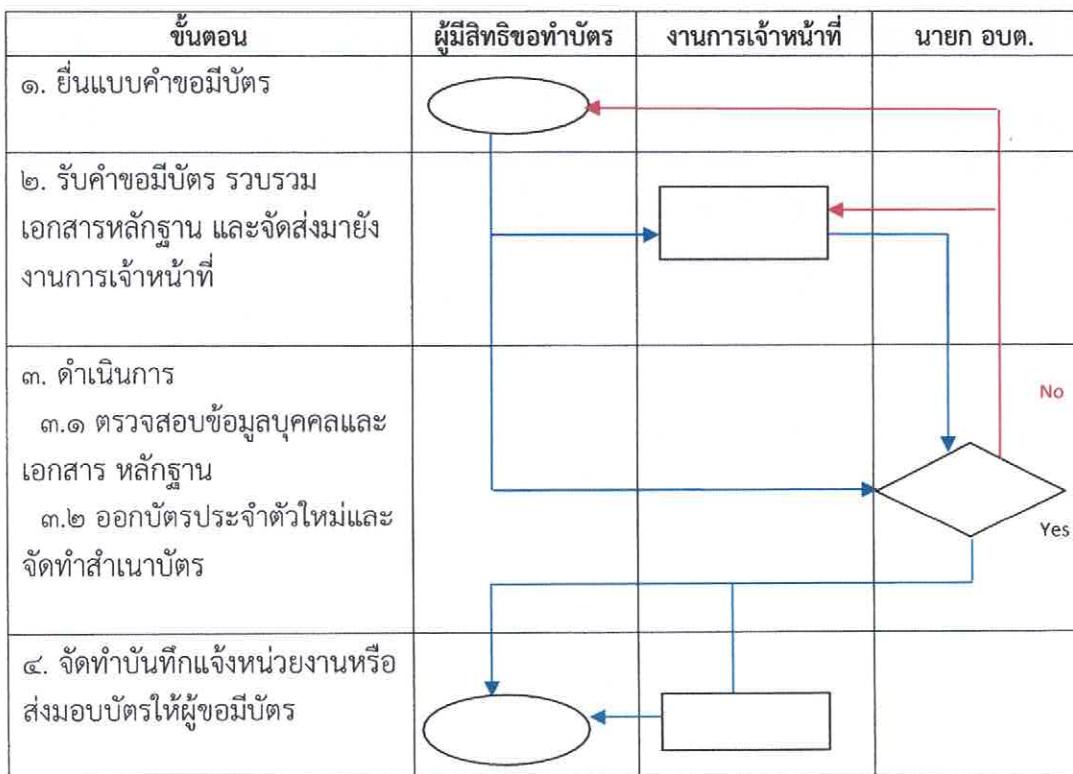 ขั้นตอน ผู้มีสิทธิขอทำบัตร งานการเจ้าหน้าที่ นายก อบต.
๑. ยื่นแบบคำขอมีบัตร
๒. รับคำขอมีบัตร รวบรวม
เอกสารหลักฐาน และจัดส่งมายัง
งานการเจ้าหน้าที่
๓. ดำเนินการ
๓.๑ ตรวจสอบข้อมูลบุคคลและ
เอกสาร หลักฐาน
๓.๒ ออกบัตรประจำตัวใหม่และ
จัดทำสำเนาบัตร
No
Yes
๔. จัดทำบันทึกแจ้งหน่วยงานหรือ
ส่งมอบบัตรให้ผู้ขอมีบัตร